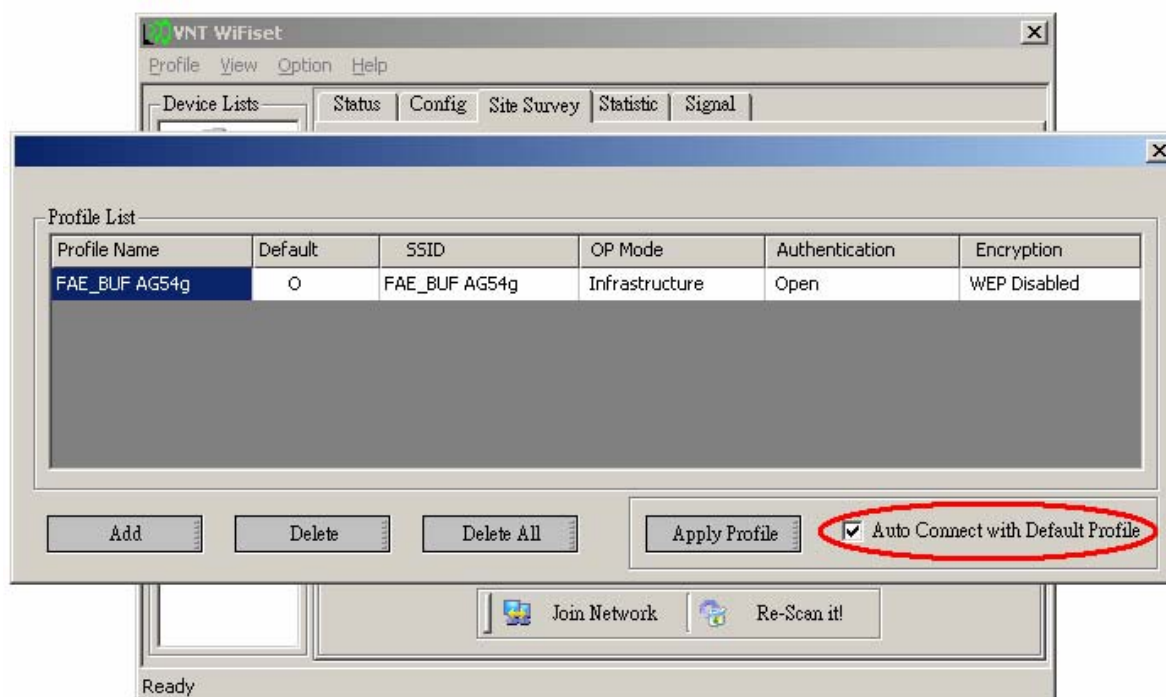 VNT WiFiset
Profile View Option Help
Device Lists
Status Config Site Survey Statistic Signal
Profile List
Profile Name Default SSID OP Mode Authentication Encryption
FAE_BUF AG54g O FAE_BUF AG54g Infrastructure Open WEP Disabled
Add Delete Delete All Apply Profile Auto Connect with Default Profile
Join Network Re-Scan it!
Ready